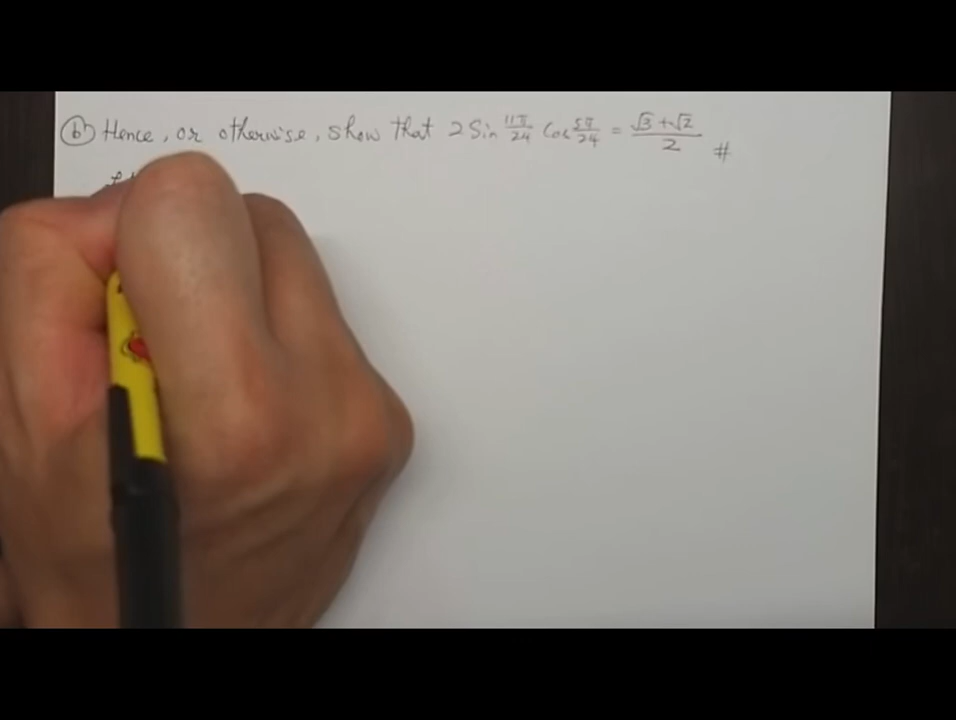 (b) Hence, or otherwise, show that 2 Sin 11π/24 Cos 5π/24 = (√3 + √2)/2 #